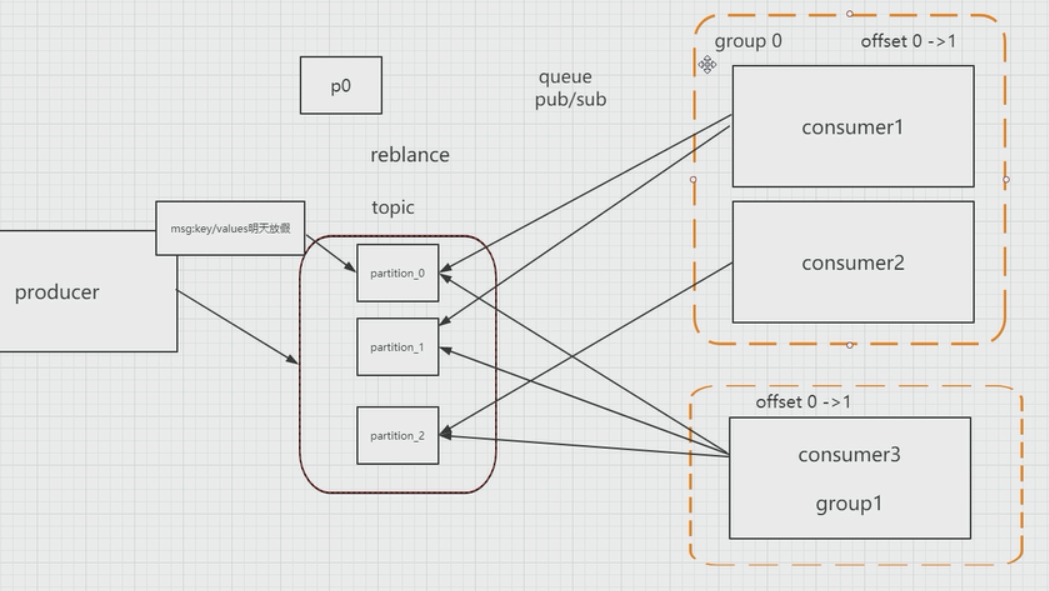 group 0
offset 0 ->1
p0
queue
pub/sub
consumer1
reblance
topic
msg:key/values明天放假
producer
partition_0
partition_1
partition_2
consumer2
offset 0 ->1
consumer3
group1